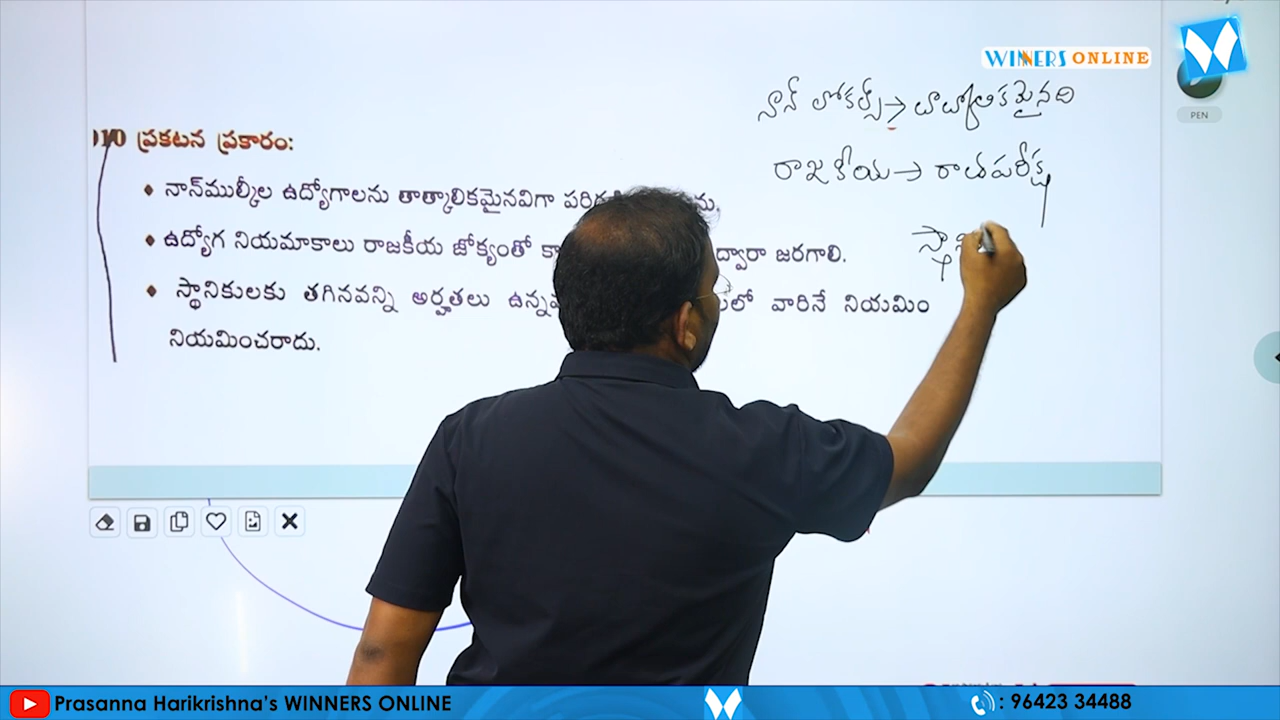 WINNERS ONLINE
PEN
నాన్ లోకల్స్ → తాత్కాలికమైనది
010 ప్రకటన ప్రకారం:
రాజకీయ → రాతపరీక్ష
నాన్‌ముల్కీల ఉద్యోగాలను తాత్కాలికమైనవిగా
స్థాని
ఉద్యోగ నియమాకాలు రాజకీయ జోక్యంతో ద్వారా జరగాలి.
స్థానికులకు తగినవన్ని అర్హతలు వారినే నియమిం
నియమించరాదు.
Prasanna Harikrishna's WINNERS ONLINE
: 96423 34488